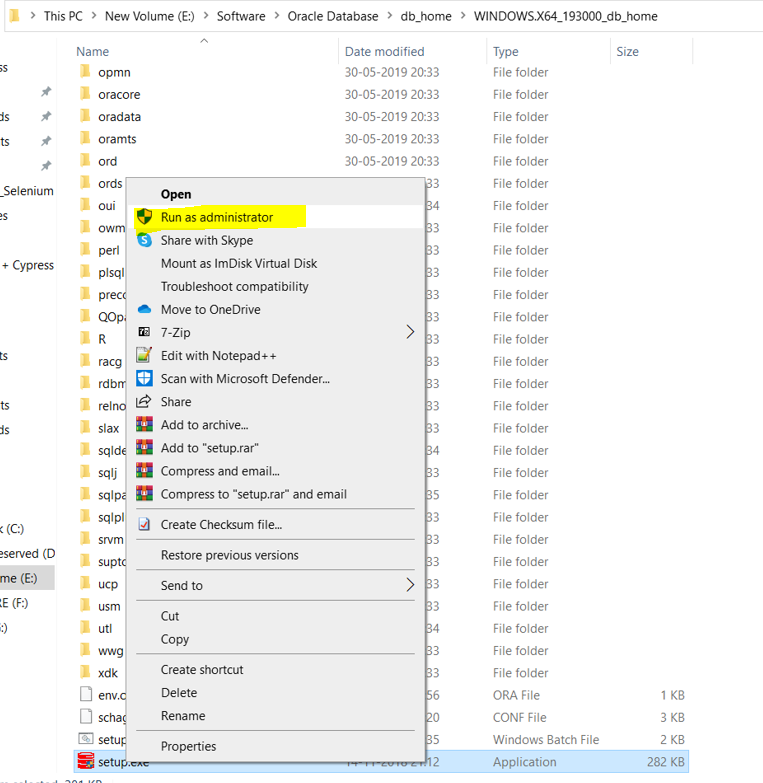 This PC > New Volume (E:) > Software > Oracle Database > db_home > WINDOWS.X64_193000_db_home
Name Date modified Type Size
opmn 30-05-2019 20:33 File folder
ss
oracore 30-05-2019 20:33 File folder
ds oradata 30-05-2019 20:33 File folder
ts oramts 30-05-2019 20:33 File folder
ord 30-05-2019 20:33 File folder
_Selenium ords 33 File folder
Open
es oui 34 File folder
Run as administrator
owm 33 File folder
Share with Skype
perl 33 File folder
+ Cypress Mount as ImDisk Virtual Disk
plsql 33 File folder
Troubleshoot compatibility
preco 33 File folder
Move to OneDrive
QOpa 33 File folder
7-Zip
R 33 File folder
ts Edit with Notepad++
racg 33 File folder
Scan with Microsoft Defender...
rdbm 33 File folder
ts Share
relno 33 File folder
Add to archive...
ds slax 33 File folder
Add to "setup.rar"
sqlde 34 File folder
Compress and email...
sqlj 33 File folder
Compress to "setup.rar" and email
sqlpa 35 File folder
sqlpl 33 File folder
k (C:) Create Checksum file...
srvm 33 File folder
eserved (D Restore previous versions
supto 33 File folder
me (E:) ucp Send to 33 File folder
RE (F:) usm 33 File folder
Cut
:) utl 34 File folder
Copy
wwg 33 File folder
xdk Create shortcut 33 File folder
env.o Delete 56 ORA File 1 KB
schag Rename 20 CONF File 3 KB
setup 35 Windows Batch File 2 KB
Properties
setup.exe 14-11-2018 21:12 Application 282 KB